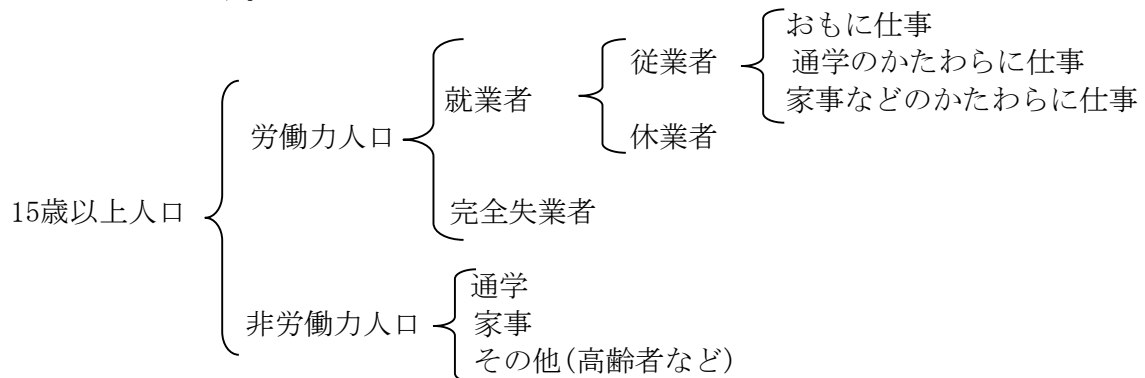 おもに仕事
従業者
通学のかたわらに仕事
就業者
家事などのかたわらに仕事
労働力人口
休業者
15歳以上人口
完全失業者
通学
非労働力人口
家事
その他(高齢者など)